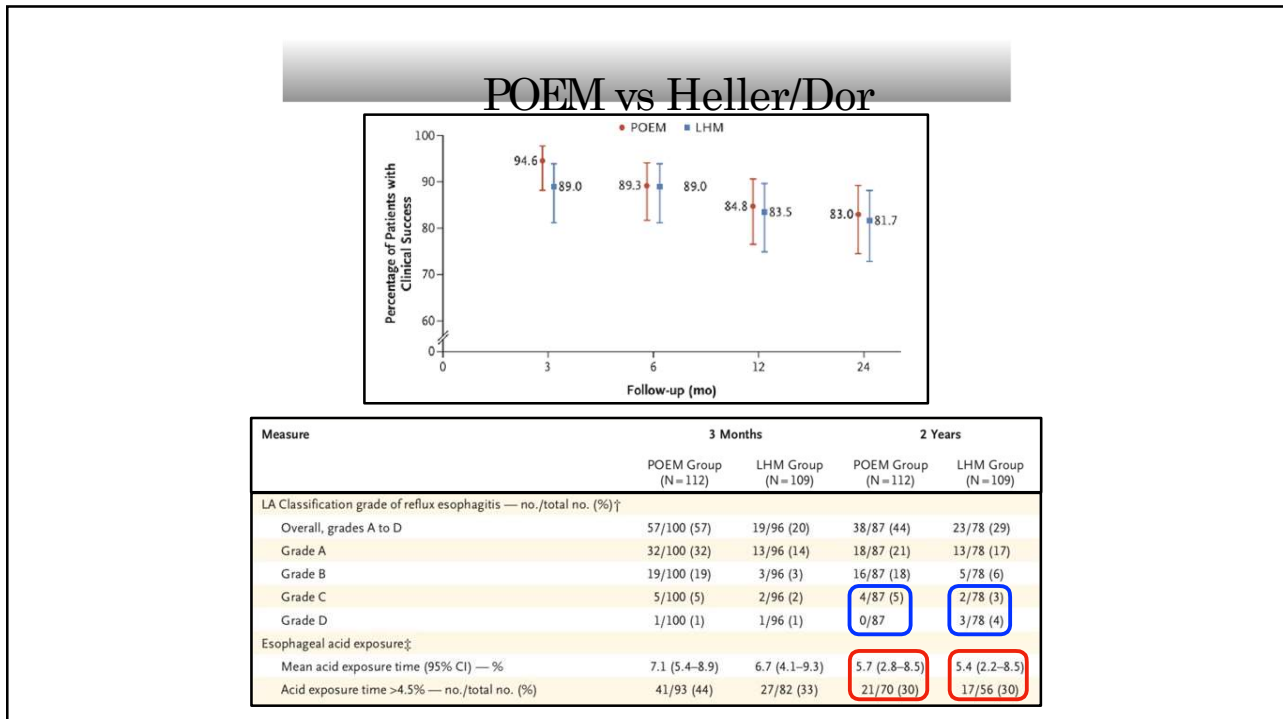 POEM vs Heller/Dor
POEM LHM
Percentage of Patients with
Clinical Success
100
90
80
70
60
0
94.6
89.0
89.3
89.0
84.8
83.5
83.0
81.7
0 3 6 12 24
Follow-up (mo)
Measure 3 Months 2 Years
POEM Group LHM Group POEM Group LHM Group
(N=112) (N=109) (N=112) (N=109)
LA Classification grade of reflux esophagitis — no./total no. (%)†
Overall, grades A to D 57/100 (57) 19/96 (20) 38/87 (44) 23/78 (29)
Grade A 32/100 (32) 13/96 (14) 18/87 (21) 13/78 (17)
Grade B 19/100 (19) 3/96 (3) 16/87 (18) 5/78 (6)
Grade C 5/100 (5) 2/96 (2) 4/87 (5) 2/78 (3)
Grade D 1/100 (1) 1/96 (1) 0/87 3/78 (4)
Esophageal acid exposure‡
Mean acid exposure time (95% CI) — % 7.1 (5.4–8.9) 6.7 (4.1–9.3) 5.7 (2.8–8.5) 5.4 (2.2–8.5)
Acid exposure time >4.5% — no./total no. (%) 41/93 (44) 27/82 (33) 21/70 (30) 17/56 (30)